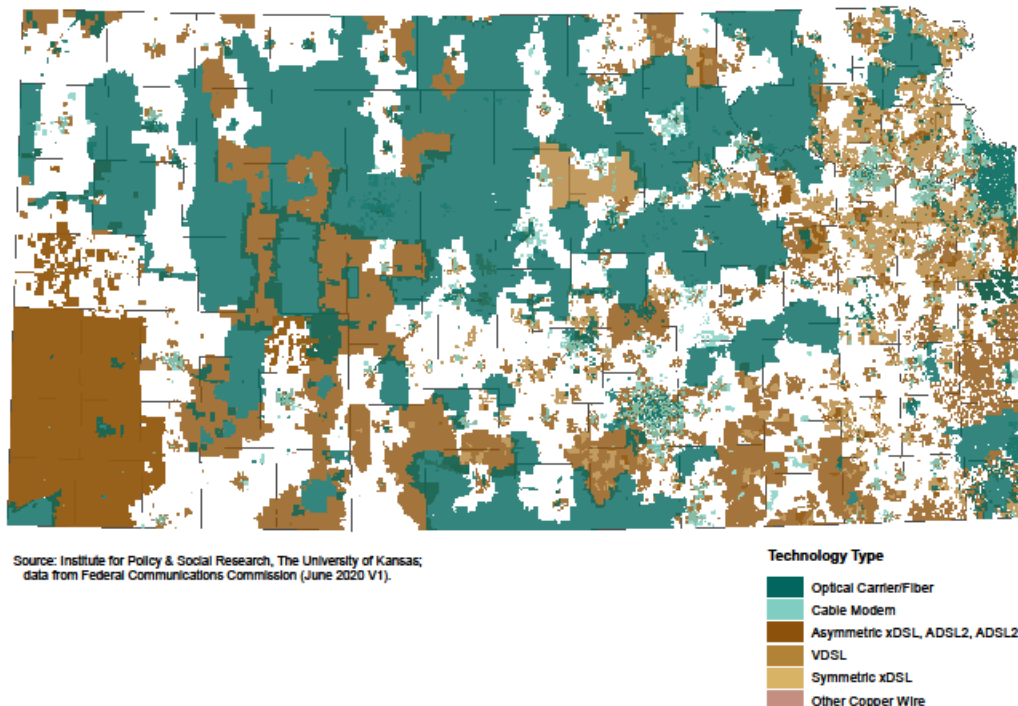 Source: Institute for Policy & Social Research, The University of Kansas;
data from Federal Communications Commission (June 2020 V1).
Technology Type
Optical Carrier/Fiber
Cable Modem
Asymmetric xDSL, ADSL2, ADSL2
VDSL
Symmetric xDSL
Other Copper Wire